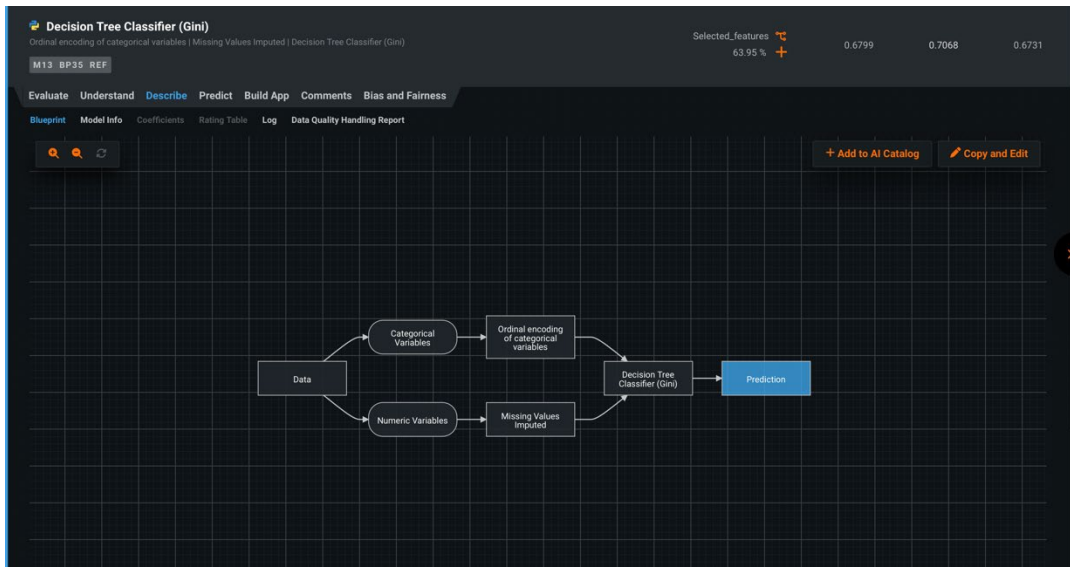 Decision Tree Classifier (Gini)
Ordinal encoding of categorical variables | Missing Values Imputed | Decision Tree Classifier (Gini)
M13 BP35 REF
Selected_features
63.95 %
0.6799 0.7068 0.6731
Evaluate Understand Describe Predict Build App Comments Bias and Fairness
Blueprint Model Info Coefficients Rating Table Log Data Quality Handling Report
+ Add to AI Catalog
Copy and Edit
Data
Categorical
Variables
Ordinal encoding
of categorical
variables
Numeric Variables
Missing Values
Imputed
Decision Tree
Classifier (Gini)
Prediction